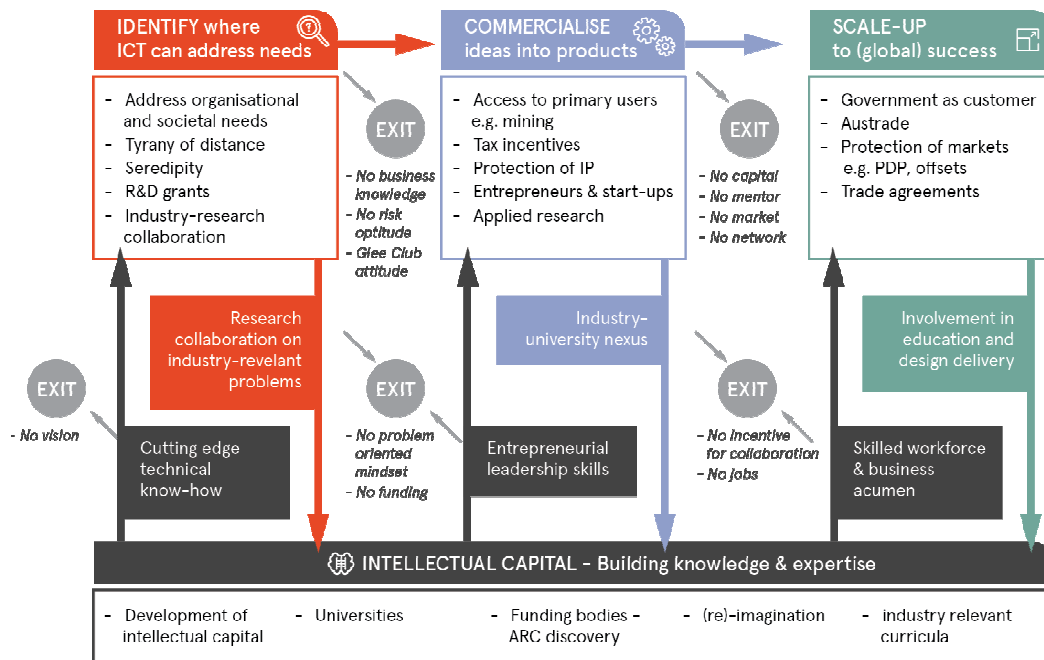 IDENTIFY where
ICT can address needs
- Address organisational
and societal needs
- Tyrany of distance
- Seredipity
- R&D grants
- Industry-research
collaboration
COMMERCIALISE
ideas into products
- Access to primary users
e.g. mining
- Tax incentives
- Protection of IP
- Entrepreneurs & start-ups
- Applied research
SCALE-UP
to (global) success
- Government as customer
- Austrade
- Protection of markets
e.g. PDP, offsets
- Trade agreements
EXIT
- No business
knowledge
- No risk
optitude
- Glee Club
attitude
EXIT
- No capital
- No mentor
- No market
- No network
Research
collaboration on
industry-revelant
problems
Industry-
university nexus
Involvement in
education and
design delivery
EXIT
- No vision
EXIT
- No problem
oriented
mindset
- No funding
EXIT
- No incentive
for collaboration
- No jobs
Cutting edge
technical
know-how
Entrepreneurial
leadership skills
Skilled workforce
& business
acumen
INTELLECTUAL CAPITAL - Building knowledge & expertise
- Development of
intellectual capital
- Universities
- Funding bodies -
ARC discovery
- (re)-imagination
- industry relevant
curricula